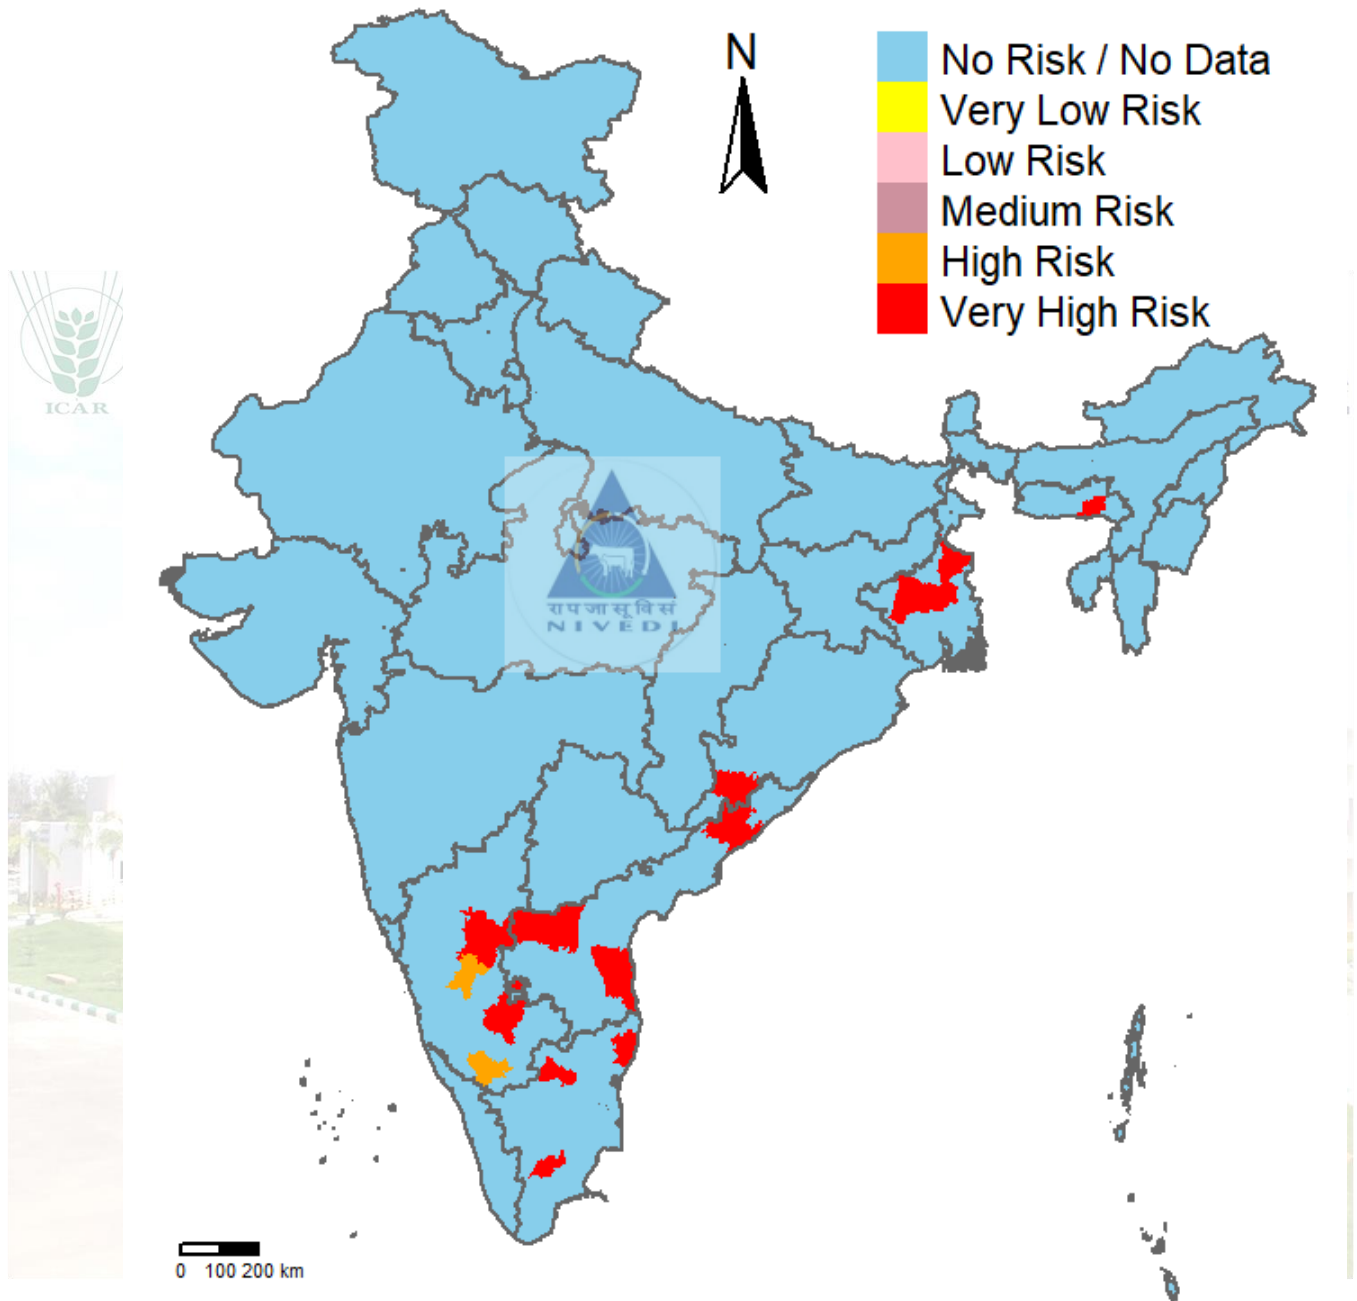 N
No Risk / No Data
Very Low Risk
Low Risk
Medium Risk
High Risk
Very High Risk
ICAR
रापजासूविसं
NIVEDI
0 100 200 km